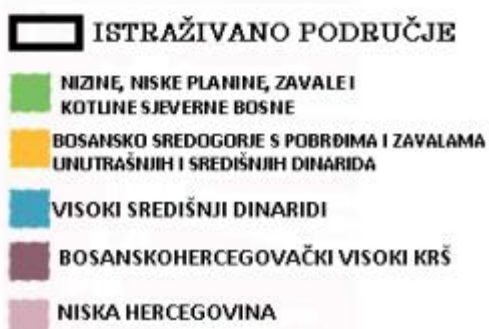 ISTRAŽIVANO PODRUČJE
NIZINE, NISKE PLANINE, ZAVALE I
KOTLINE SJEVERNE BOSNE
BOSANSKO SREDOGORJE S POBRĐIMA I ZAVALAMA
UNUTRAŠNJIH I SREDIŠNJIH DINARIDA
VISOKI SREDIŠNJI DINARIDI
BOSANSKOHERCEGOVAČKI VISOKI KRŠ
NISKA HERCEGOVINA